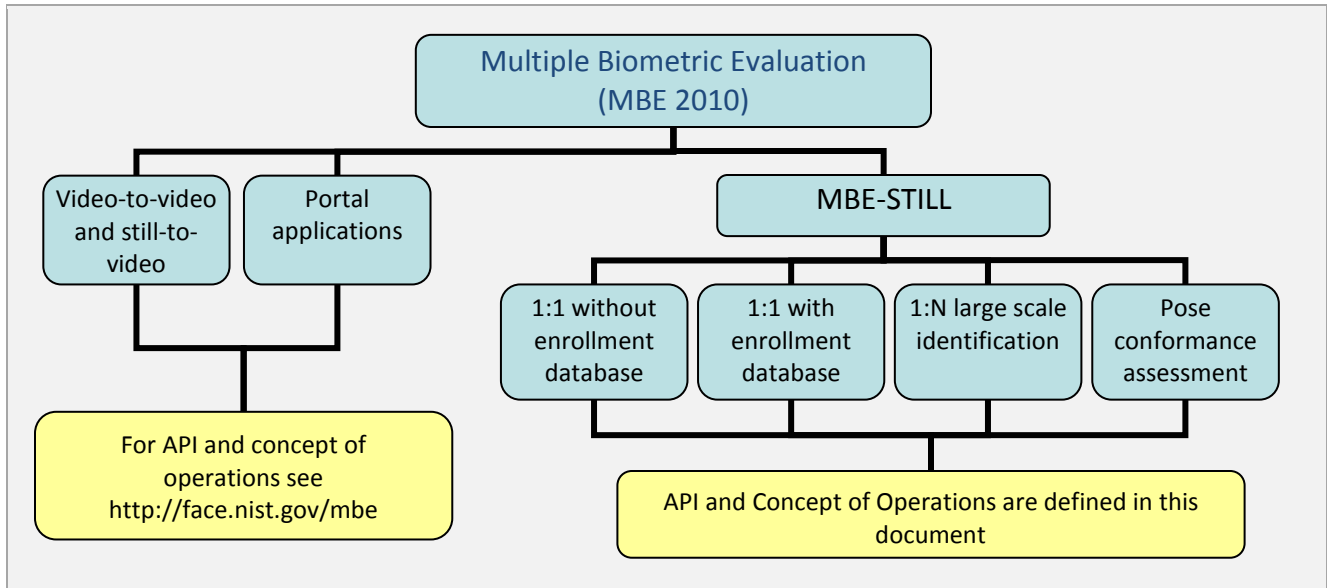 Multiple Biometric Evaluation
(MBE 2010)
Video-to-video
and still-to-
video
Portal
applications
MBE-STILL
1:1 without
enrollment
database
1:1 with
enrollment
database
1:N large scale
identification
Pose
conformance
assessment
For API and concept of
operations see
http://face.nist.gov/mbe
API and Concept of Operations are defined in this
document